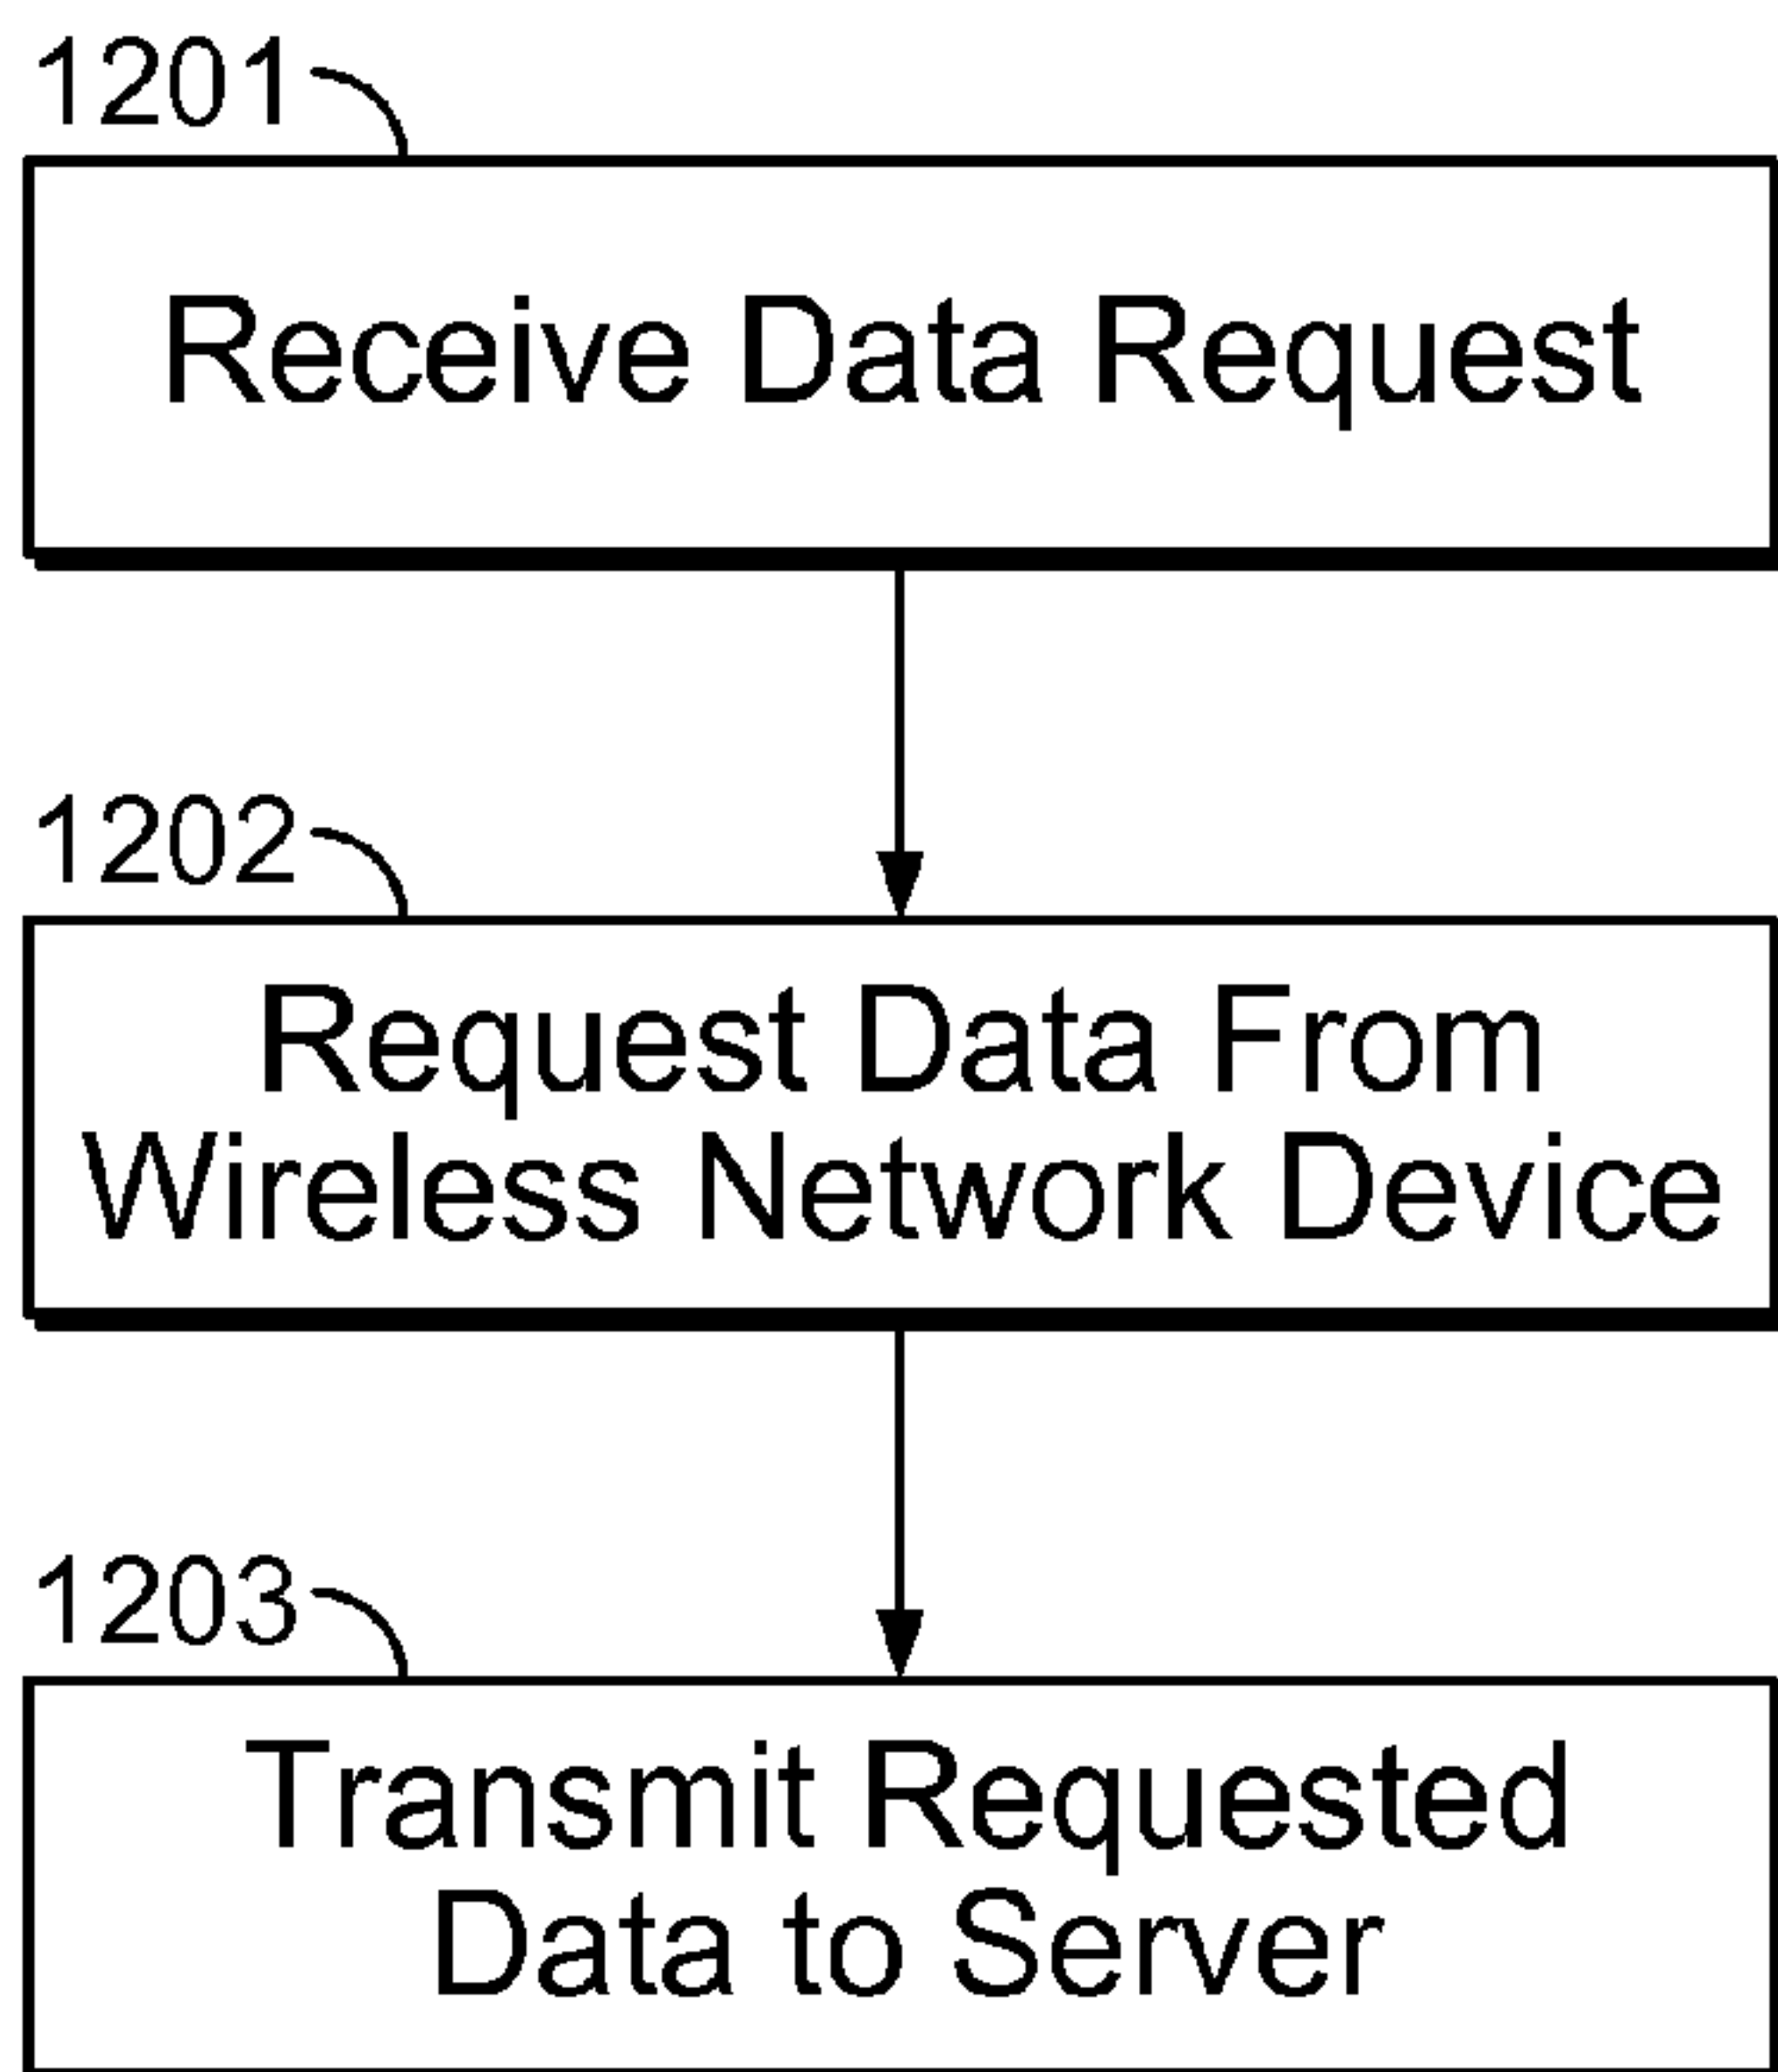 1201
Receive Data Request
1202
Request Data From
Wireless Network Device
1203
Transmit Requested
Data to Server